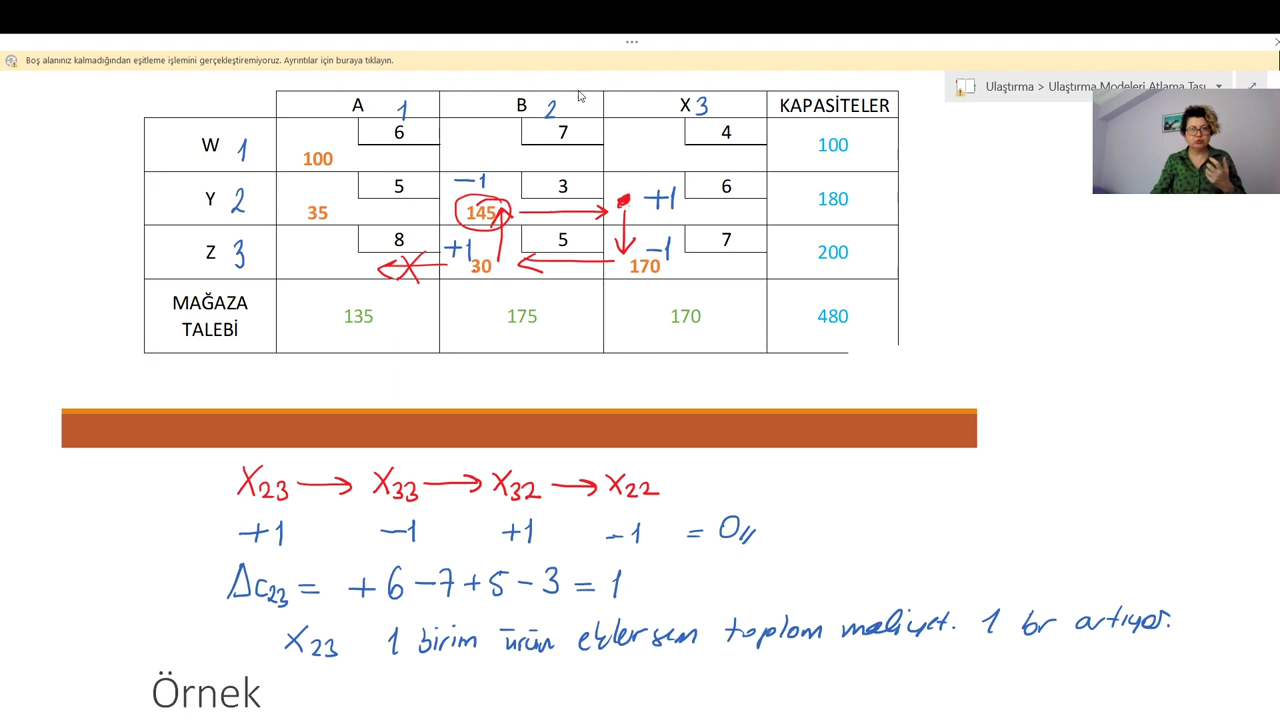 Boş alanınız kalmadığından eşitleme işlemini gerçekleştiremiyoruz. Ayrıntılar için buraya tıklayın.
Ulaştırma > Ulaştırma Modeleri Atlama Taşı
A 1 B 2 X 3 KAPASİTELER
W 1 6 100 7 4 100
Y 2 5 35 -1 3 145 +1 6 180
Z 3 8 X +1 5 30 -1 7 170 200
MAĞAZA TALEBİ 135 175 170 480
X23 → X33 → X32 → X22
+1 -1 +1 -1 = 0//
Δc23 = +6 -7 +5 -3 = 1
X23 1 birim ürün eklersem toplam maliyet. 1 br artıyor.
Örnek